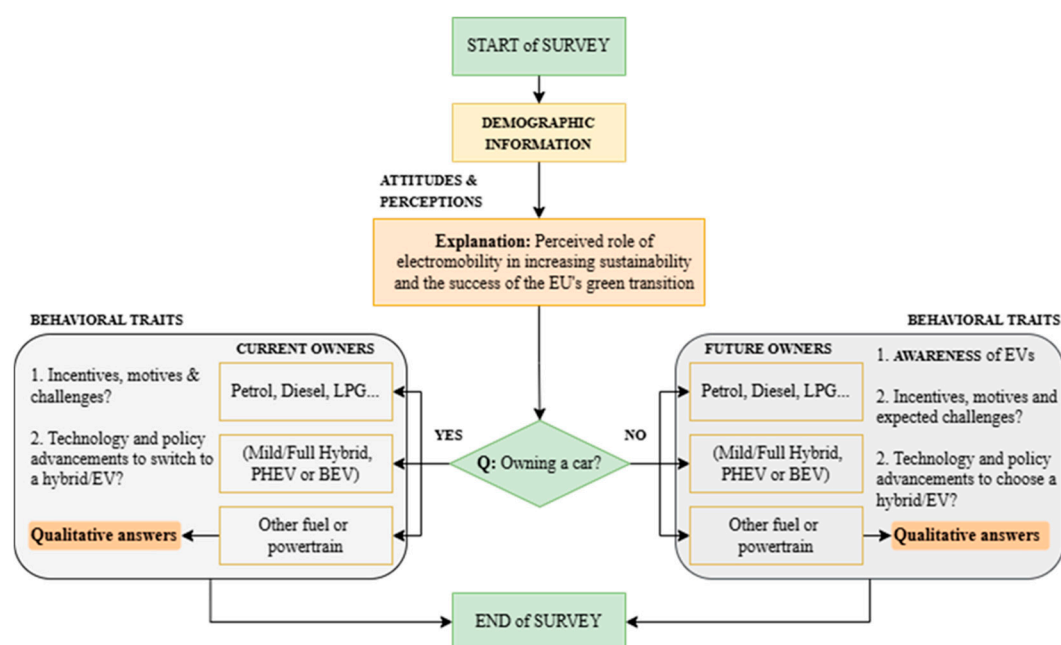 START of SURVEY
DEMOGRAPHIC
INFORMATION
ATTITUDES &
PERCEPTIONS
Explanation: Perceived role of
electromobility in increasing sustainability
and the success of the EU's green transition
BEHAVIORAL TRAITS
CURRENT OWNERS
1. Incentives, motives &
challenges?
2. Technology and policy
advancements to switch to
a hybrid/EV?
Petrol, Diesel, LPG...
(Mild/Full Hybrid,
PHEV or BEV)
Other fuel or
powertrain
Qualitative answers
YES
Q: Owning a car?
NO
BEHAVIORAL TRAITS
FUTURE OWNERS
Petrol, Diesel, LPG...
(Mild/Full Hybrid,
PHEV or BEV)
Other fuel or
powertrain
1. AWARENESS of EVs
2. Incentives, motives and
expected challenges?
2. Technology and policy
advancements to choose a
hybrid/EV?
Qualitative answers
END of SURVEY